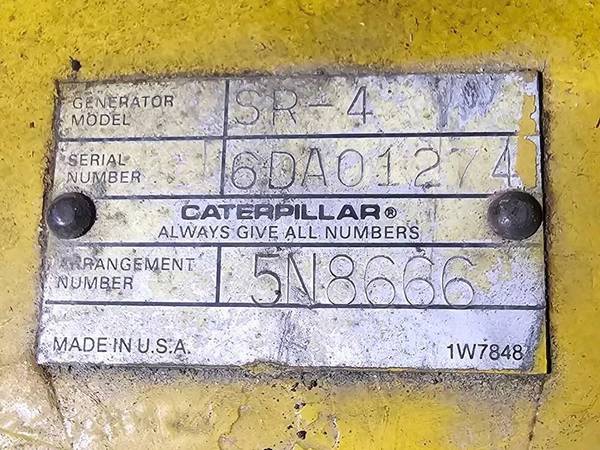 GENERATOR MODEL SR-4
SERIAL NUMBER 6DA01274
CATERPILLAR®
ALWAYS GIVE ALL NUMBERS
ARRANGEMENT NUMBER 5N8666
MADE IN U.S.A. 1W7848